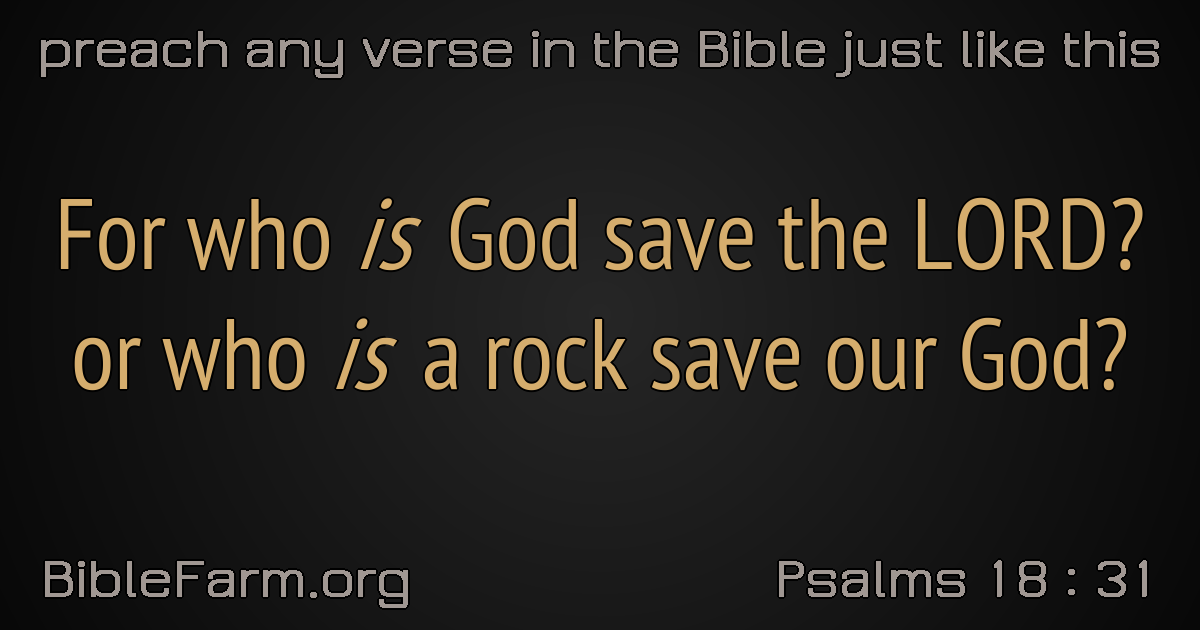 preach any verse in the Bible just like this
For who is God save the LORD?
or who is a rock save our God?
BibleFarm.org
Psalms 18 : 31